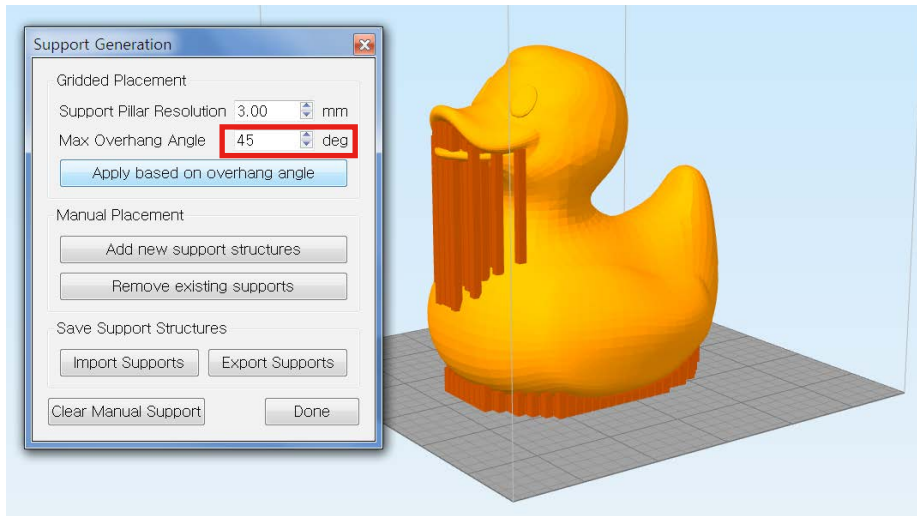 Support Generation
Gridded Placement
Support Pillar Resolution 3.00 mm
Max Overhang Angle 45 deg
Apply based on overhang angle
Manual Placement
Add new support structures
Remove existing supports
Save Support Structures
Import Supports Export Supports
Clear Manual Support Done